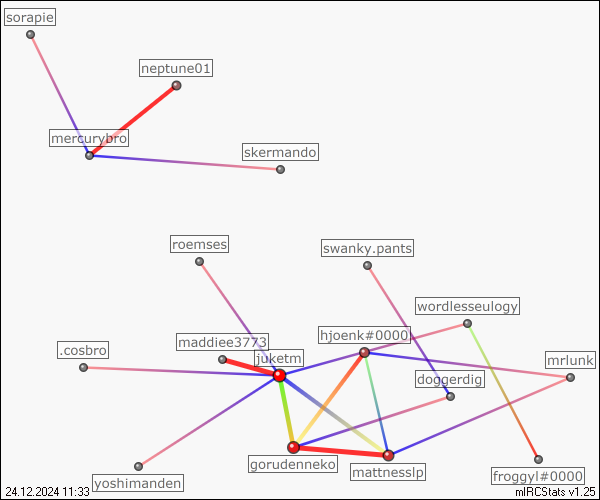 sorapie
neptune01
mercurybro
skermando
roemses
swanky.pants
wordlesseulogy
hjoenk#0000
maddiee3773
.cosbro
juketm
mrlunk
doggerdig
gorudenneko
mattnesslp
yoshimanden
froggyl#0000
24.12.2024 11:33
mIRCStats v1.25